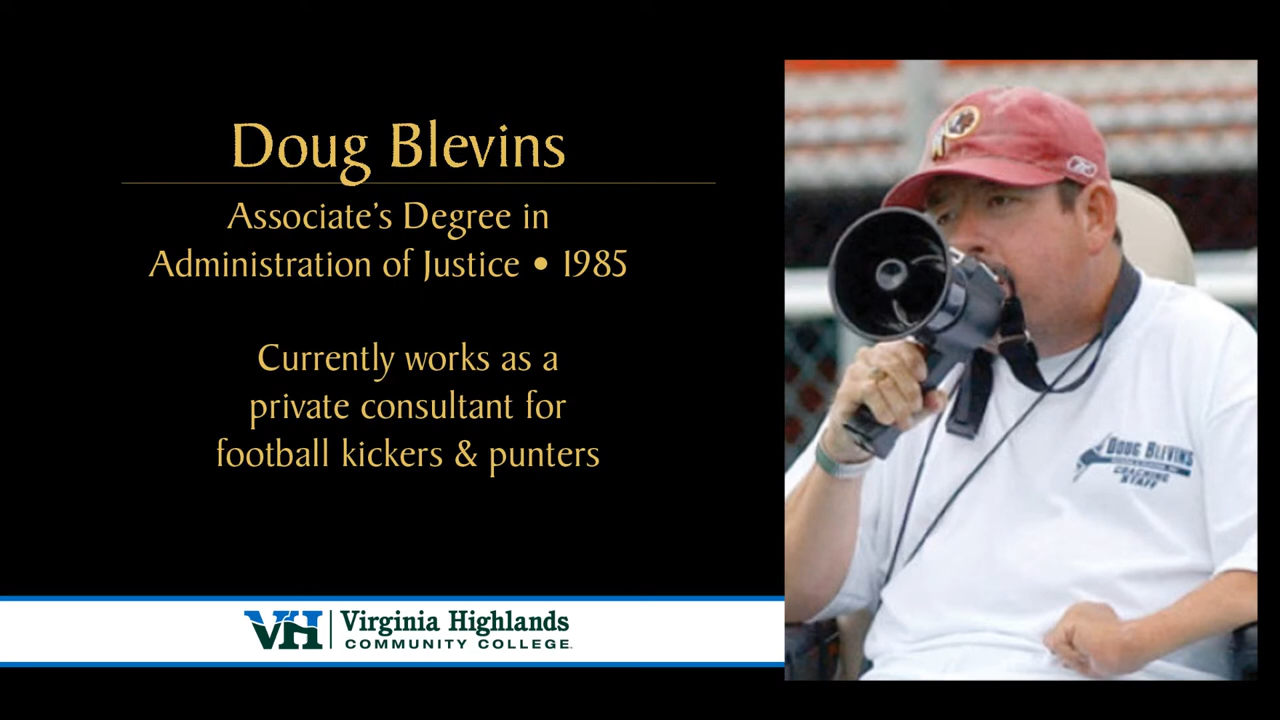 Doug Blevins
Associate's Degree in
Administration of Justice • 1985
Currently works as a
private consultant for
football kickers & punters
VH Virginia Highlands
COMMUNITY COLLEGE
DOUG BLEVINS
COACHING
STAFF